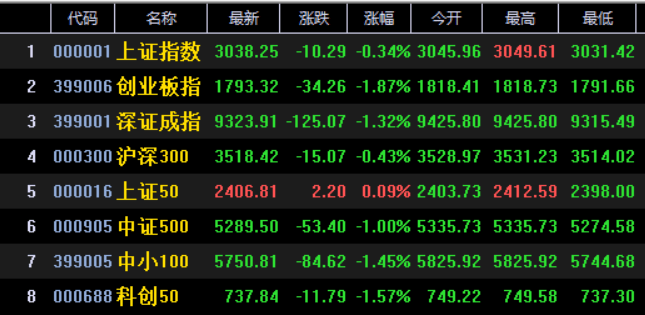 代码 名称 最新 涨跌 涨幅 今开 最高 最低
1 000001 上证指数 3038.25 -10.29 -0.34% 3045.96 3049.61 3031.42
2 399006 创业板指 1793.32 -34.26 -1.87% 1818.41 1818.73 1791.66
3 399001 深证成指 9323.91 -125.07 -1.32% 9425.80 9425.80 9315.49
4 000300 沪深300 3518.42 -15.07 -0.43% 3528.97 3531.23 3514.02
5 000016 上证50 2406.81 2.20 0.09% 2403.73 2412.59 2398.00
6 000905 中证500 5289.50 -53.40 -1.00% 5335.73 5335.73 5274.58
7 399005 中小100 5750.81 -84.62 -1.45% 5825.92 5825.92 5744.68
8 000688 科创50 737.84 -11.79 -1.57% 749.22 749.58 737.30